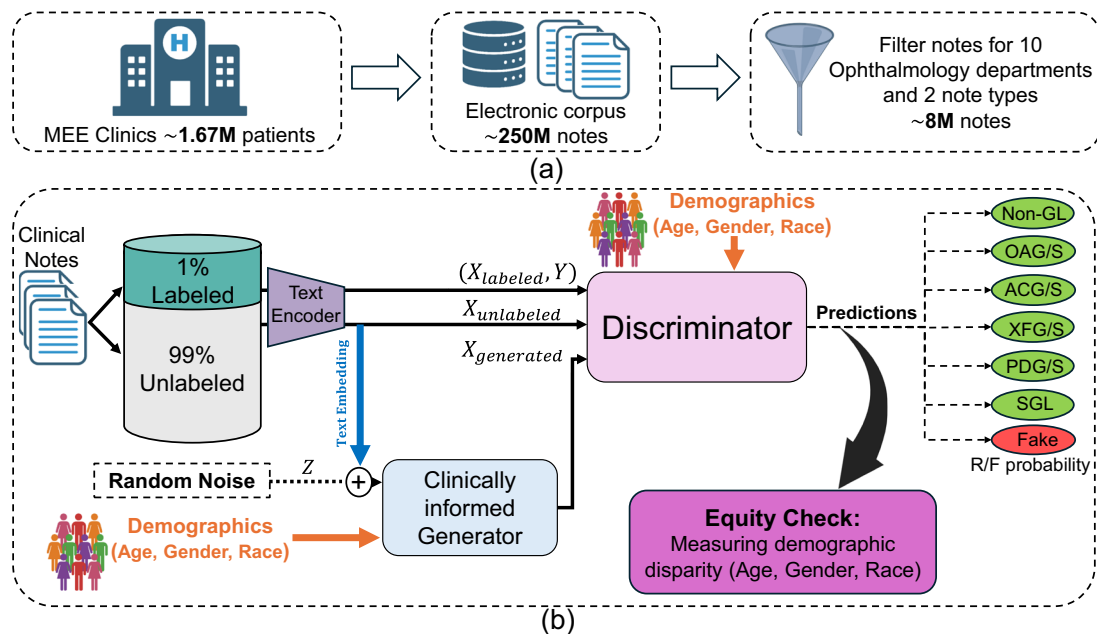 H
MEE Clinics ~1.67M patients
Electronic corpus
~250M notes
Filter notes for 10
Ophthalmology departments
and 2 note types
~8M notes
(a)
Clinical
Notes
1%
Labeled
99%
Unlabeled
Text
Encoder
(X_labeled, Y)
X_unlabeled
X_generated
Text Embedding
Random Noise
Z
+
Demographics
(Age, Gender, Race)
Clinically
informed
Generator
Demographics
(Age, Gender, Race)
Discriminator
Predictions
Non-GL
OAG/S
ACG/S
XFG/S
PDG/S
SGL
Fake
R/F probability
Equity Check:
Measuring demographic
disparity (Age, Gender, Race)
(b)